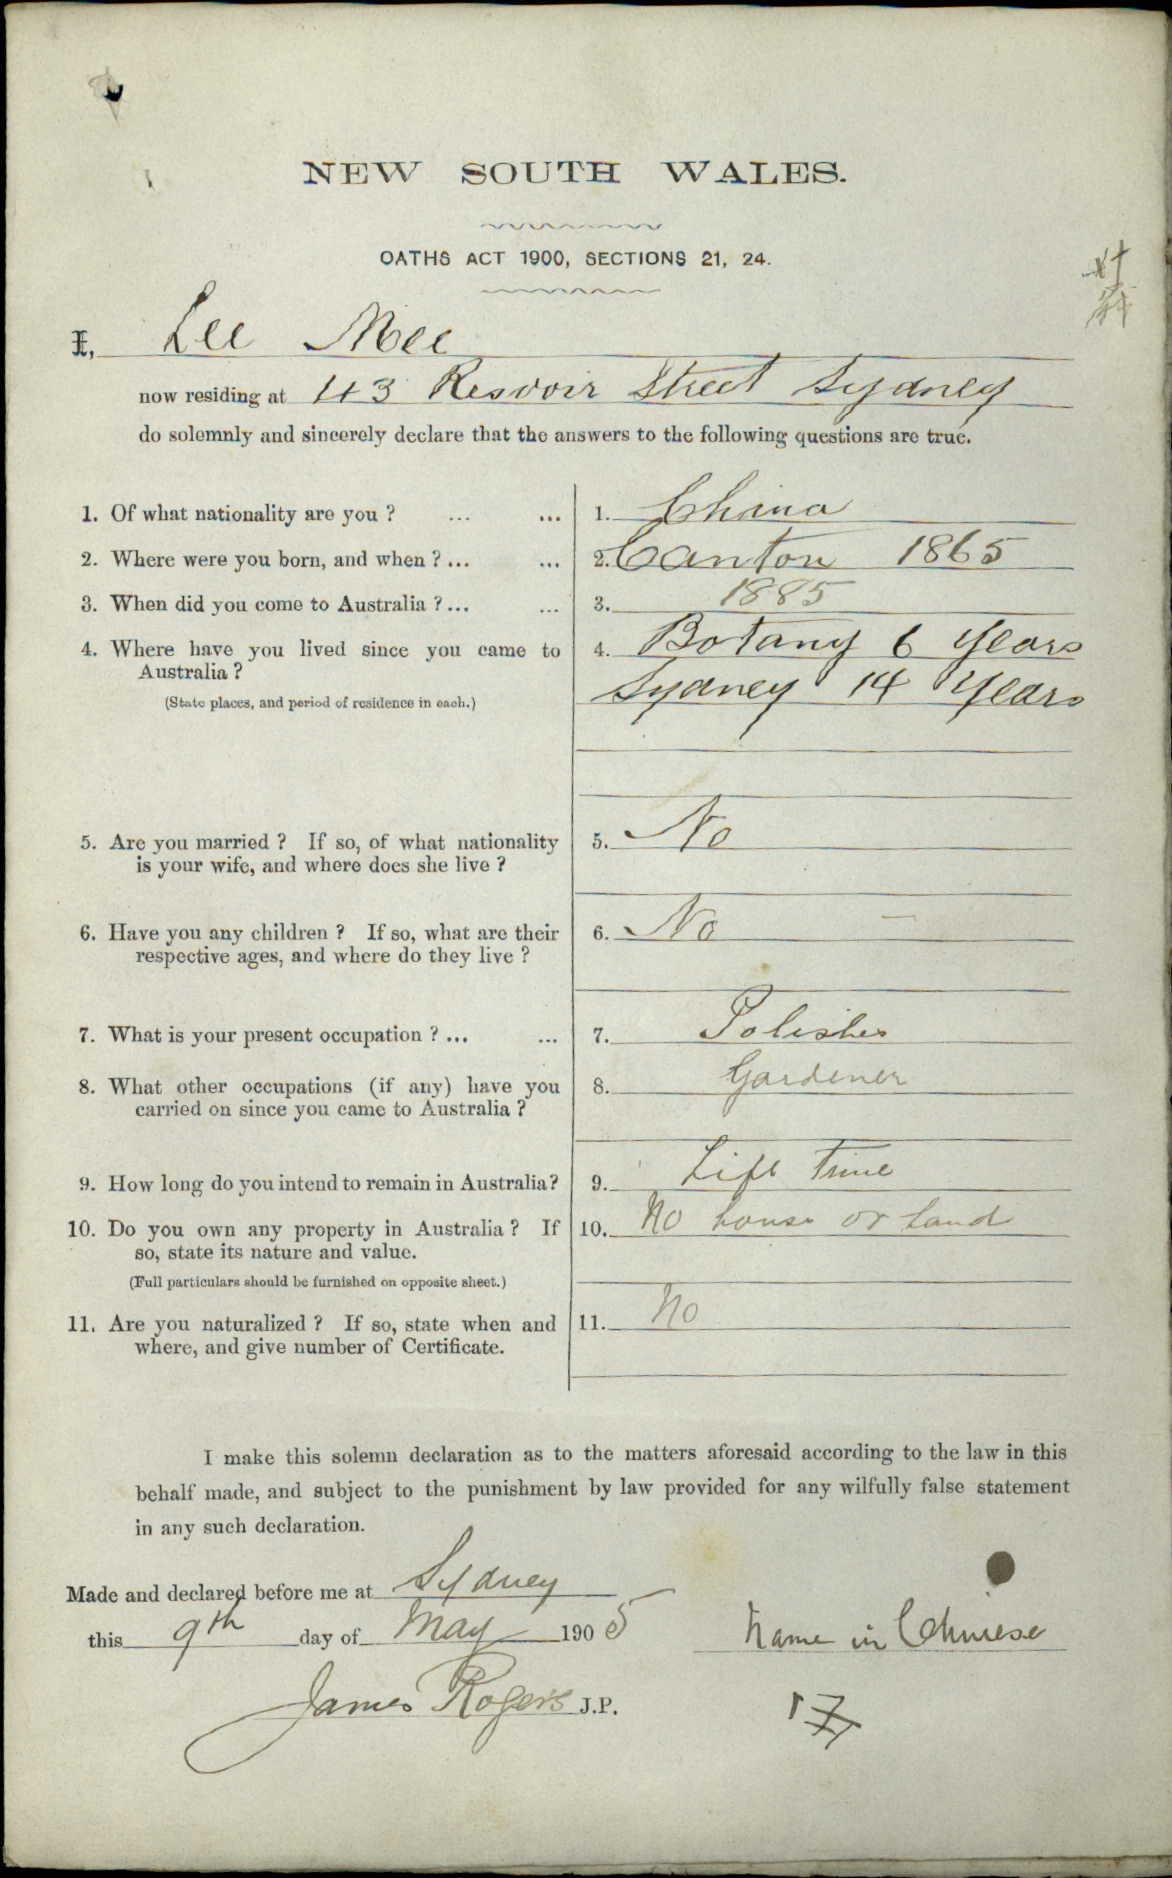 NEW SOUTH WALES.
OATHS ACT 1900, SECTIONS 21, 24.
I, Lee Mee
now residing at 43 Resvoir Street Sydney
do solemnly and sincerely declare that the answers to the following questions are true.
1. Of what nationality are you ? ... ... 1. China
2. Where were you born, and when ? ... ... 2. Canton 1865
3. When did you come to Australia ? ... ... 3. 1885
4. Where have you lived since you came to 4. Botany 6 Years
Australia ? Sydney 14 Years
(State places, and period of residence in each.)
5. Are you married ? If so, of what nationality 5. No
is your wife, and where does she live ?
6. Have you any children ? If so, what are their 6. No
respective ages, and where do they live ?
7. What is your present occupation ? ... ... 7. Polisher
8. What other occupations (if any) have you 8. Gardener
carried on since you came to Australia ?
9. How long do you intend to remain in Australia? 9. Life Time
10. Do you own any property in Australia ? If 10. No house or land
so, state its nature and value.
(Full particulars should be furnished on opposite sheet.)
11. Are you naturalized ? If so, state when and 11. No
where, and give number of Certificate.
I make this solemn declaration as to the matters aforesaid according to the law in this
behalf made, and subject to the punishment by law provided for any wilfully false statement
in any such declaration.
Made and declared before me at Sydney
this 9th day of May 1905 Name in Chinese
James Rogers J.P.